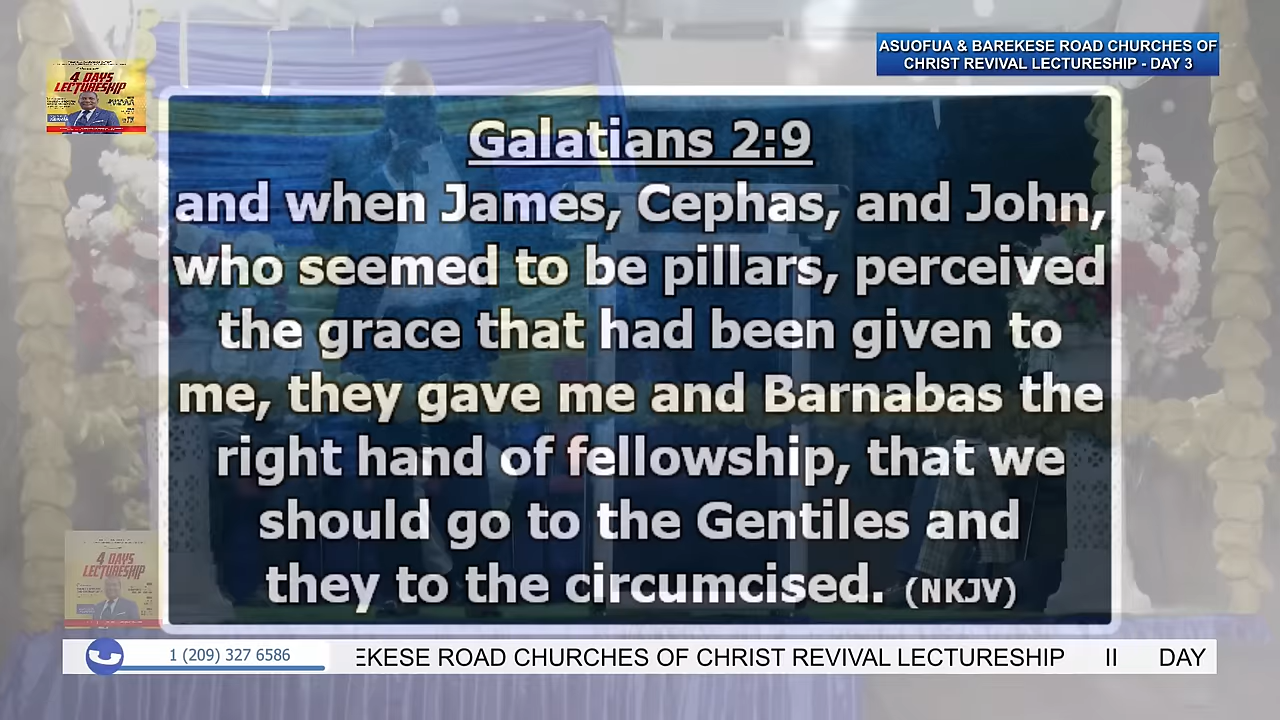 ASUOFUA & BAREKESE ROAD CHURCHES OF
CHRIST REVIVAL LECTURESHIP - DAY 3
4 DAYS
LECTURESHIP
Galatians 2:9
and when James, Cephas, and John,
who seemed to be pillars, perceived
the grace that had been given to
me, they gave me and Barnabas the
right hand of fellowship, that we
should go to the Gentiles and
they to the circumcised. (NKJV)
4 DAYS
LECTURESHIP
1 (209) 327 6586
EKESE ROAD CHURCHES OF CHRIST REVIVAL LECTURESHIP II DAY